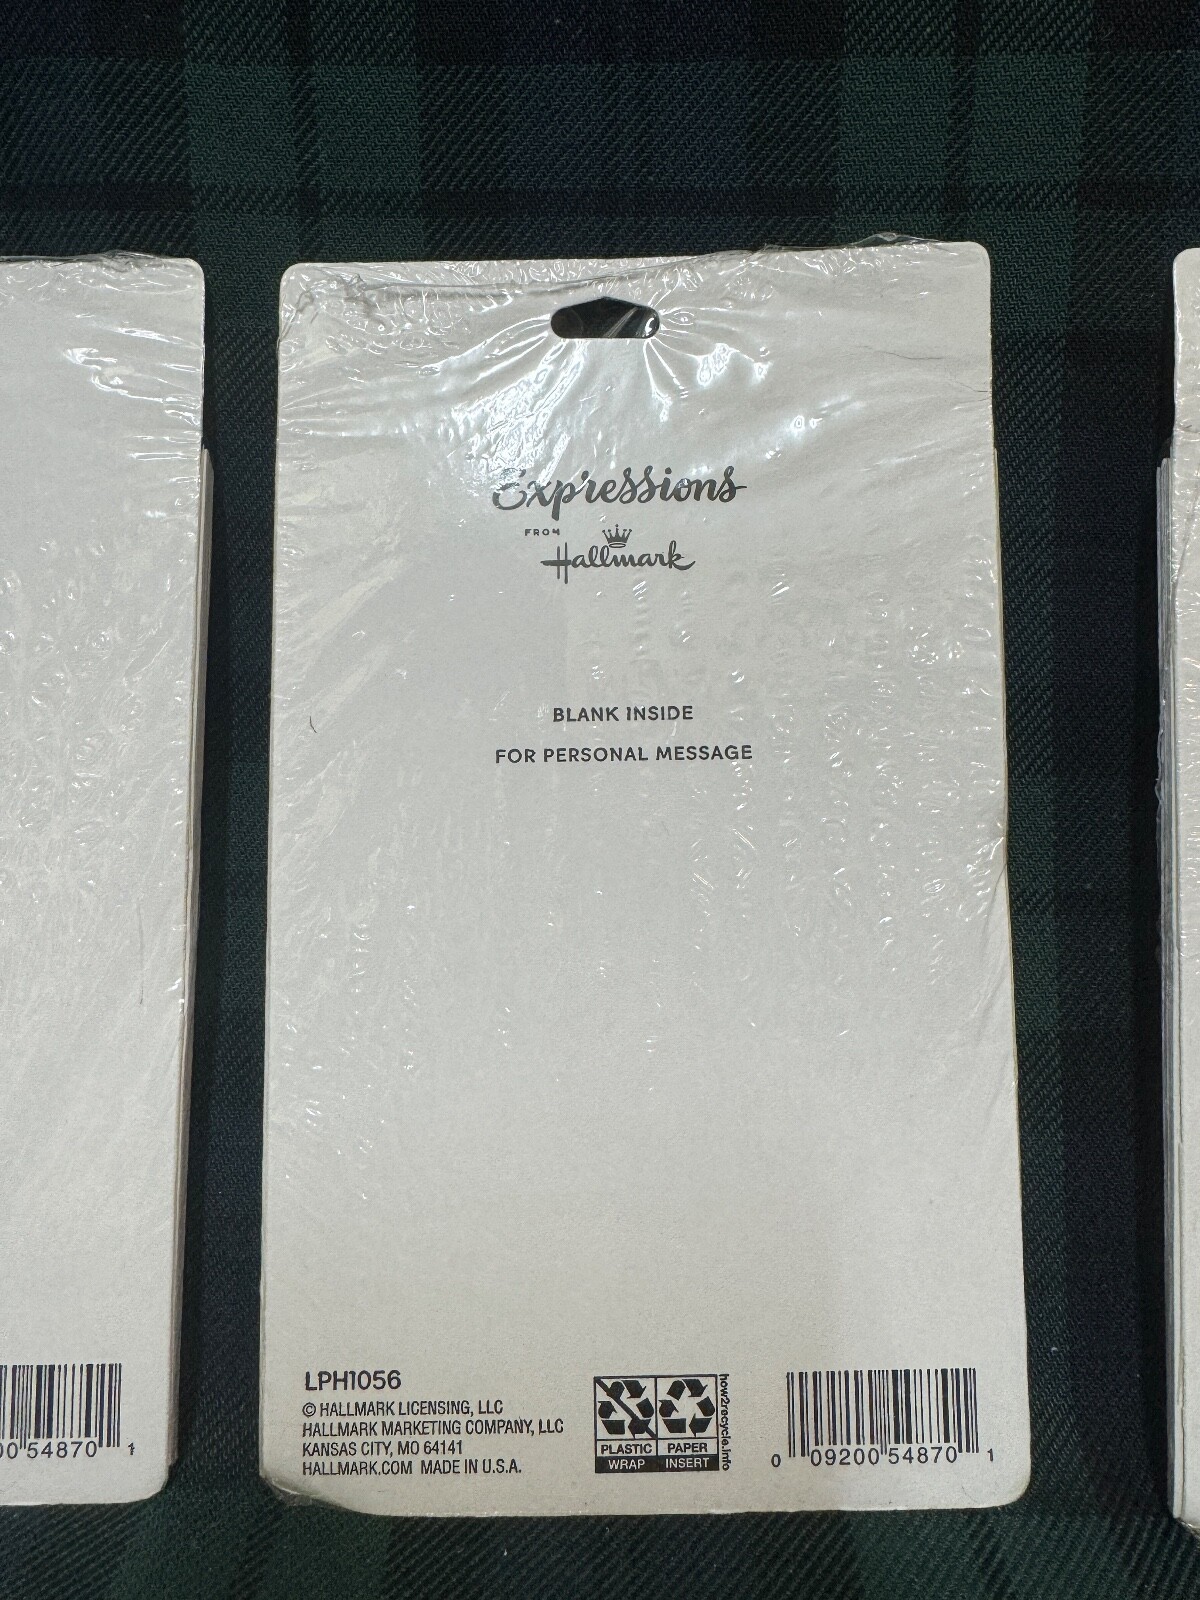 Expressions
FROM
Hallmark
BLANK INSIDE
FOR PERSONAL MESSAGE
LPH1056
© HALLMARK LICENSING, LLC
HALLMARK MARKETING COMPANY, LLC
KANSAS CITY, MO 64141
HALLMARK.COM MADE IN U.S.A.
PLASTIC PAPER
WRAP INSERT
how2recycle.info
0 09200 54870 1
00 54870 1